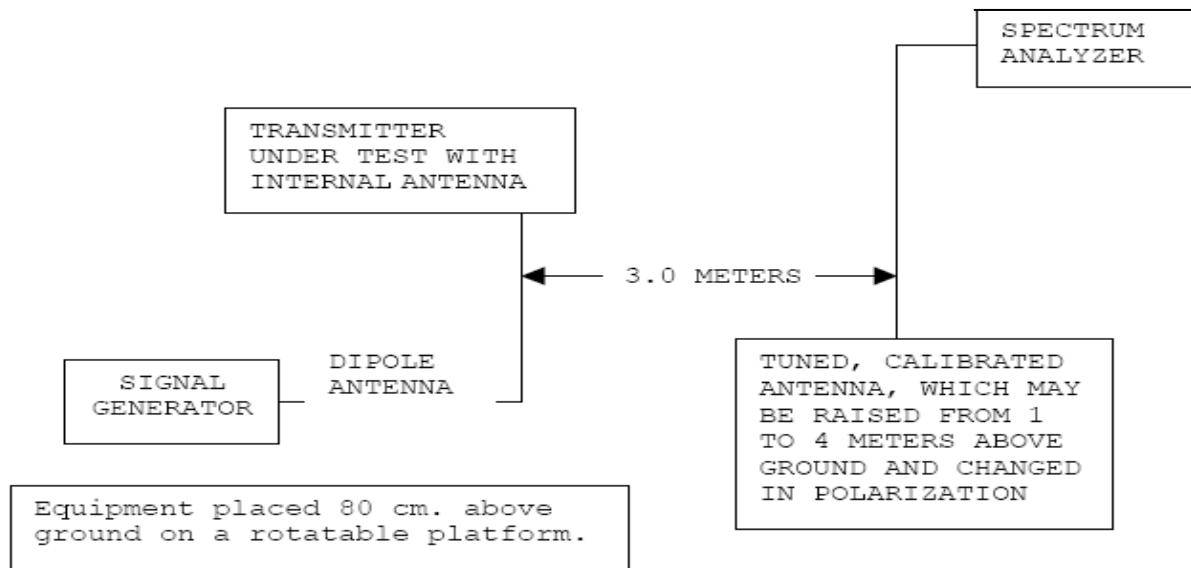 SPECTRUM
ANALYZER
TRANSMITTER
UNDER TEST WITH
INTERNAL ANTENNA
3.0 METERS
DIPOLE
ANTENNA
SIGNAL
GENERATOR
TUNED, CALIBRATED
ANTENNA, WHICH MAY
BE RAISED FROM 1
TO 4 METERS ABOVE
GROUND AND CHANGED
IN POLARIZATION
Equipment placed 80 cm. above
ground on a rotatable platform.